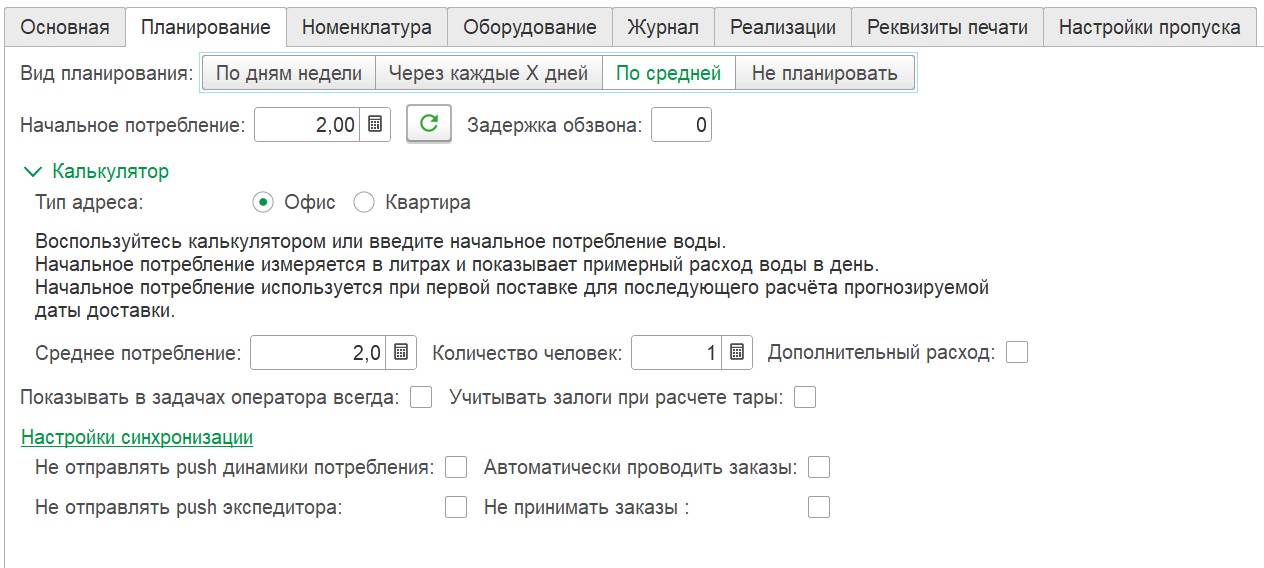 Основная Планирование Номенклатура Оборудование Журнал Реализации Реквизиты печати Настройки пропуска
Вид планирования: По дням недели Через каждые X дней По средней Не планировать
Начальное потребление: 2,00 Задержка обзвона: 0
Калькулятор
Тип адреса: Офис Квартира
Воспользуйтесь калькулятором или введите начальное потребление воды.
Начальное потребление измеряется в литрах и показывает примерный расход воды в день.
Начальное потребление используется при первой поставке для последующего расчёта прогнозируемой
даты доставки.
Среднее потребление: 2,0 Количество человек: 1 Дополнительный расход:
Показывать в задачах оператора всегда: Учитывать залоги при расчете тары:
Настройки синхронизации
Не отправлять push динамики потребления: Автоматически проводить заказы:
Не отправлять push экспедитора: Не принимать заказы :